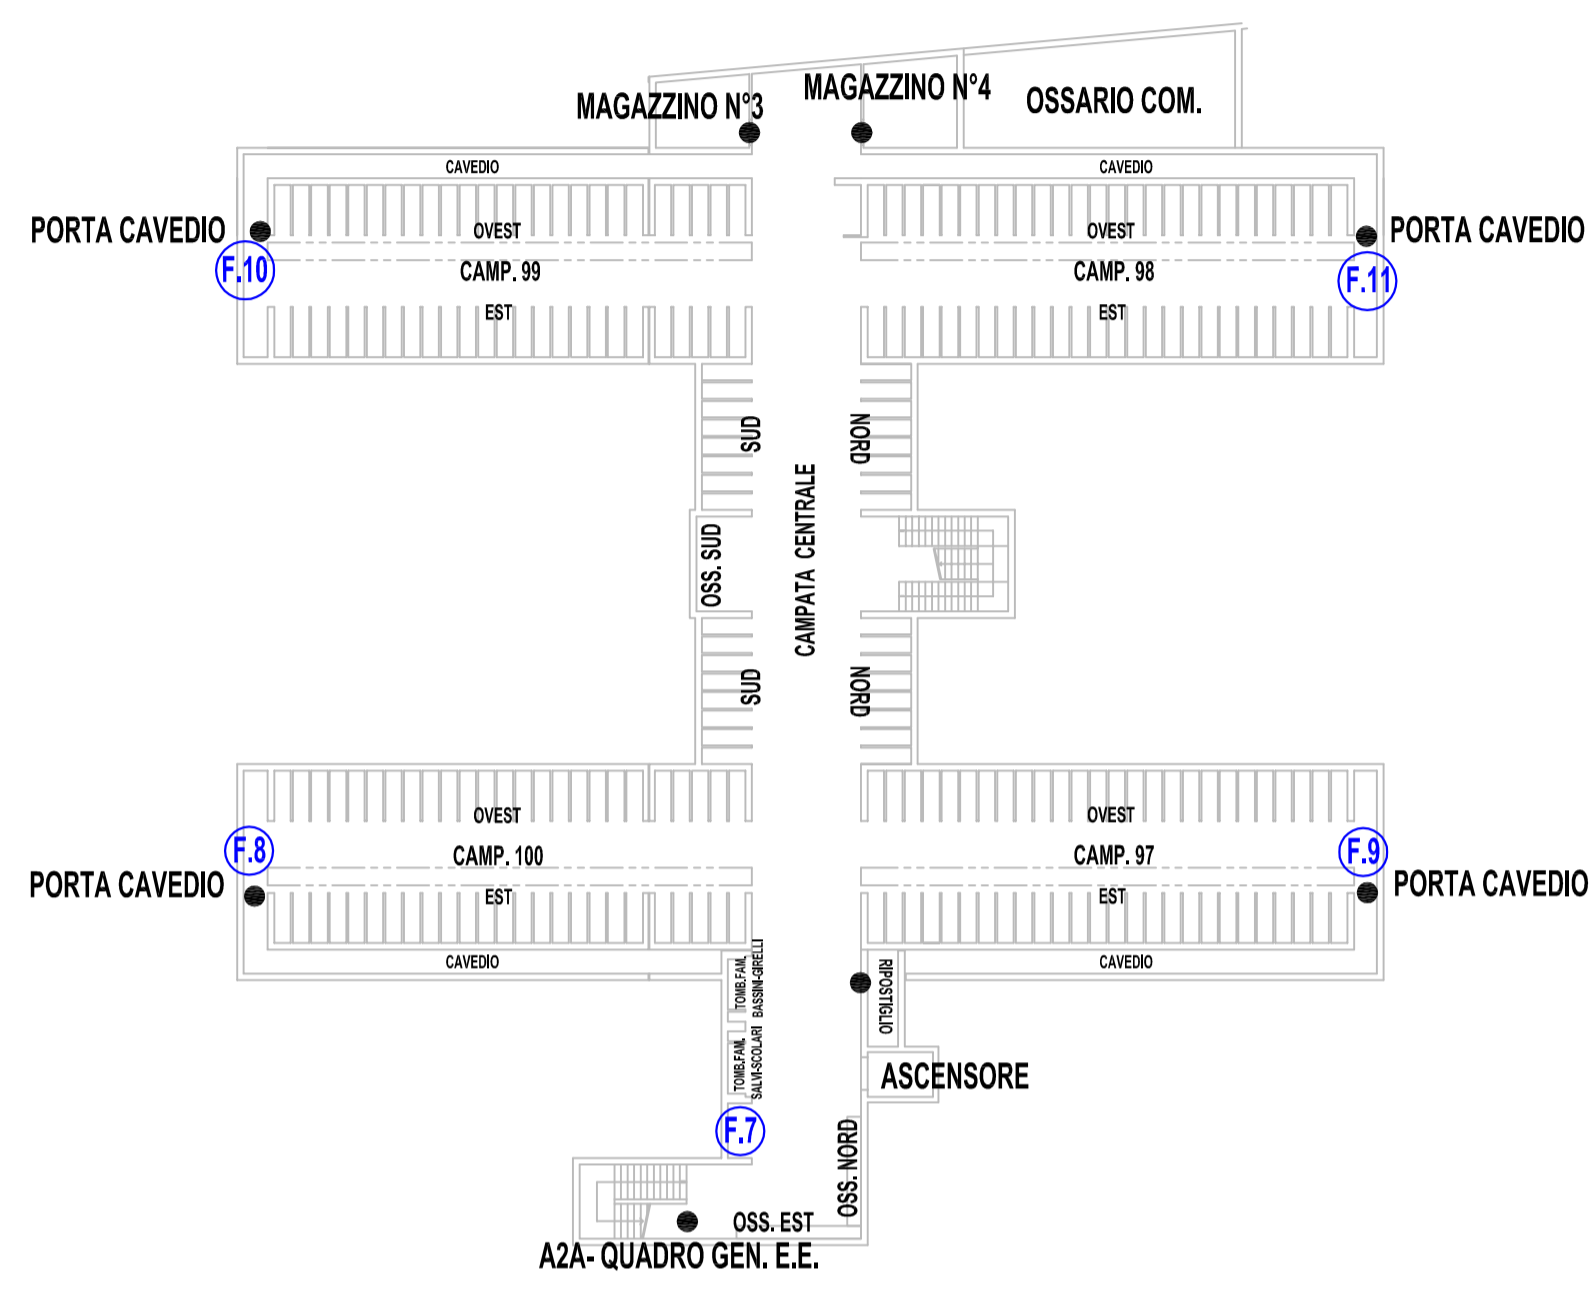 MAGAZZINO N°3
MAGAZZINO N°4
OSSARIO COM.
CAVEDIO
CAVEDIO
PORTA CAVEDIO
OVEST
OVEST
PORTA CAVEDIO
F.10
CAMP. 99
CAMP. 98
F.11
EST
EST
SUD
NORD
CAMPATA CENTRALE
OSS. SUD
SUD
NORD
OVEST
OVEST
F.8
CAMP. 100
CAMP. 97
F.9
PORTA CAVEDIO
EST
EST
PORTA CAVEDIO
CAVEDIO
CAVEDIO
TOMB.FAM.
BASSINI-GIRELLI
RIPOSTIGLIO
TOMB.FAM.
SALVI-SCOLARI
ASCENSORE
F.7
OSS. NORD
OSS. EST
A2A- QUADRO GEN. E.E.